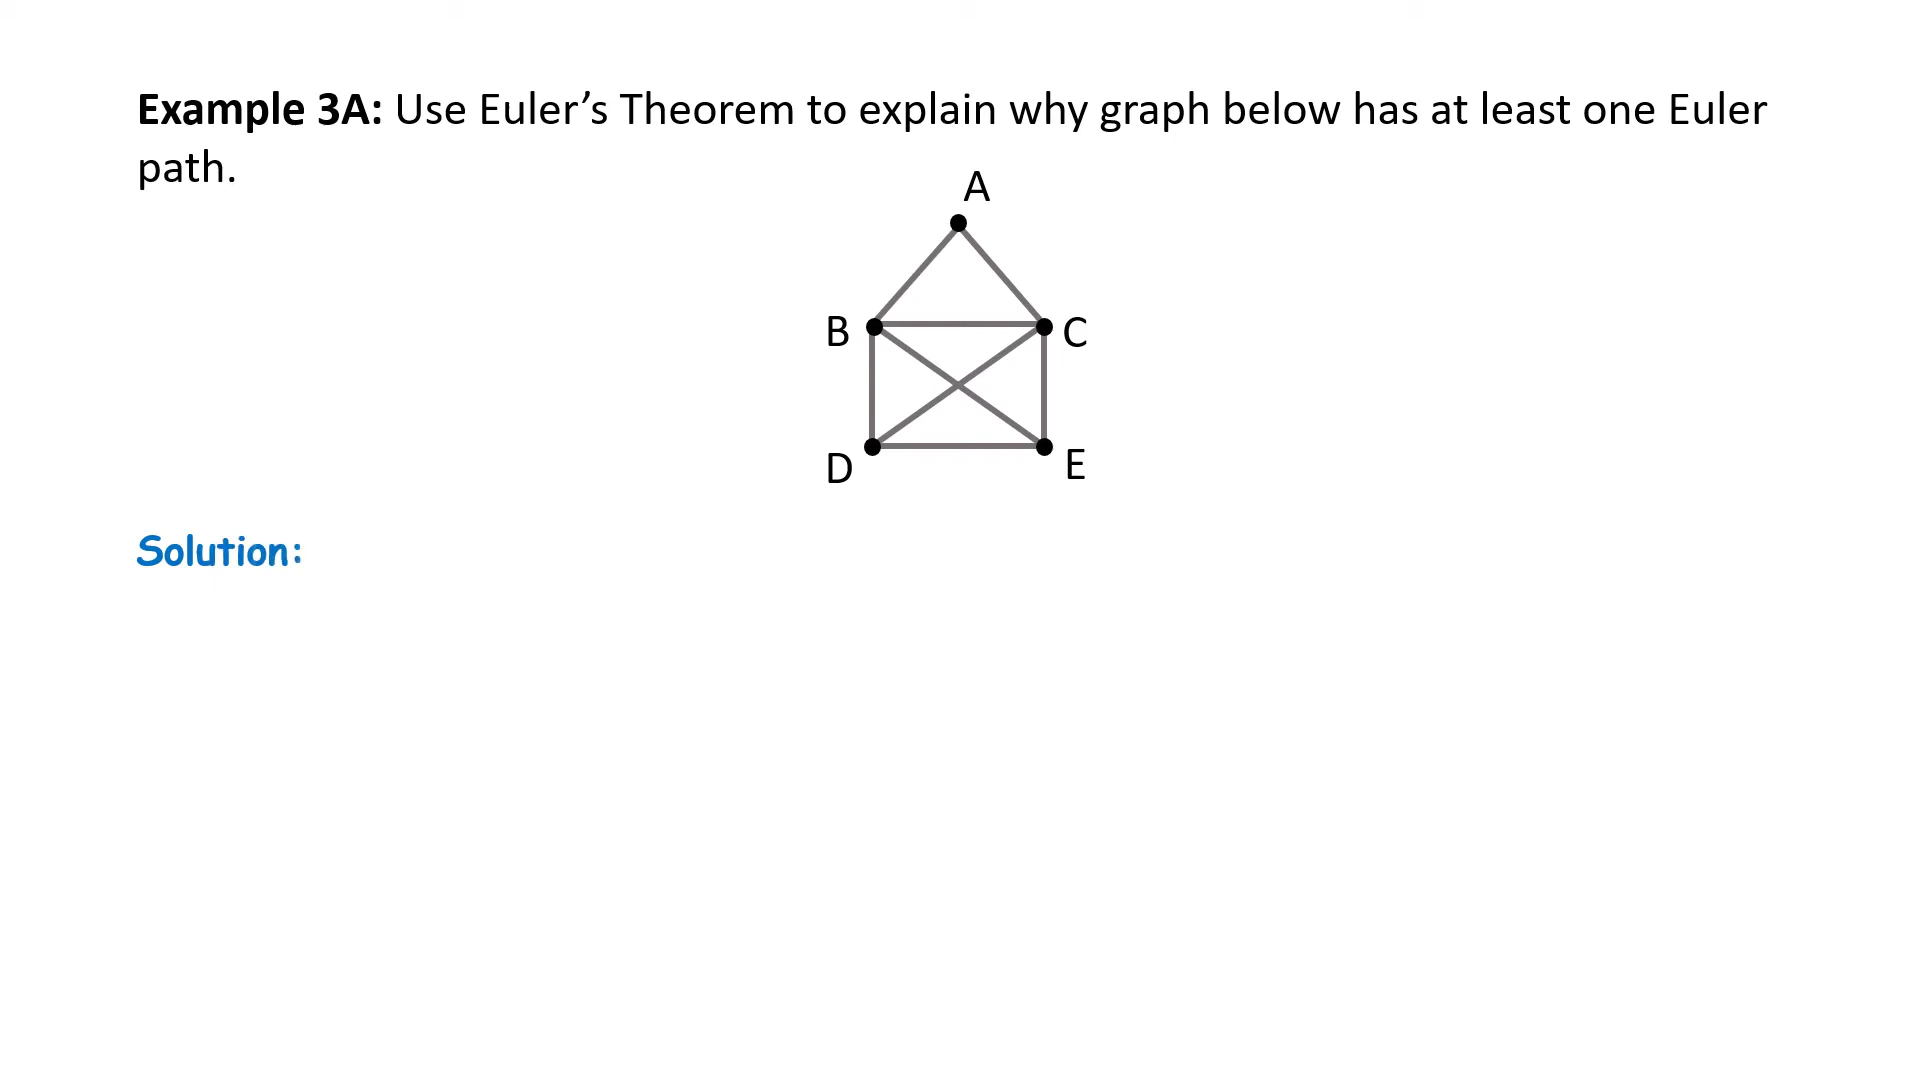 Example 3A: Use Euler’s Theorem to explain why graph below has at least one Euler
path.
A
B
C
D
E
Solution: